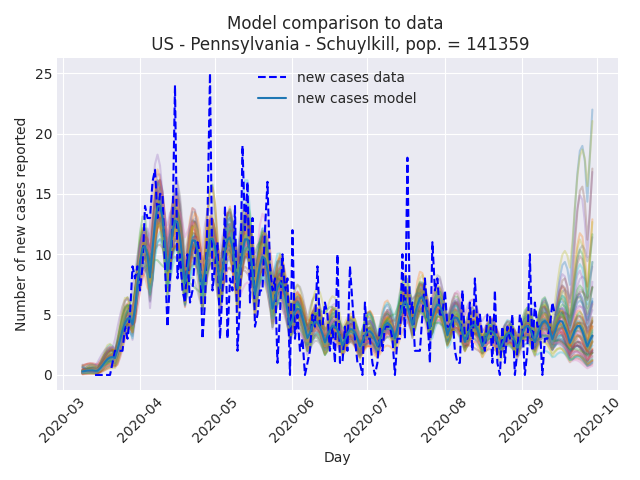 Model comparison to data
US - Pennsylvania - Schuylkill, pop. = 141359
new cases data
new cases model
Number of new cases reported
25
20
15
10
5
0
2020-03
2020-04
2020-05
2020-06
2020-07
2020-08
2020-09
2020-10
Day